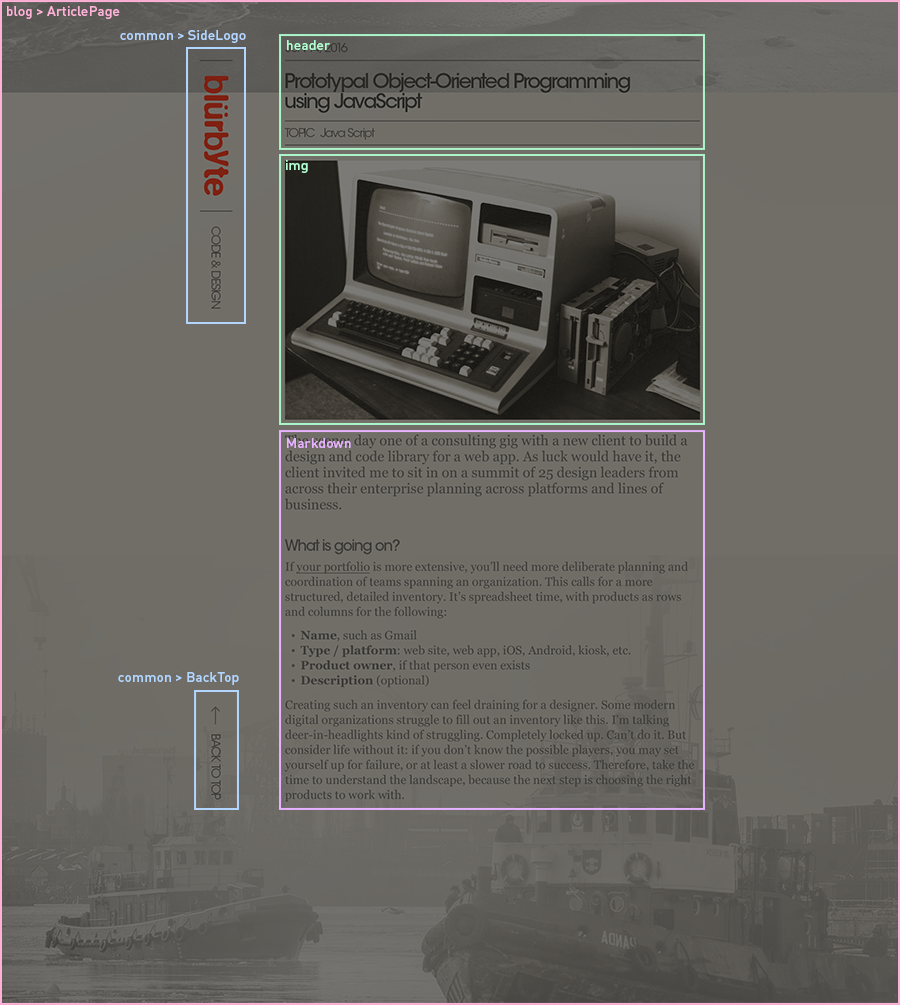 blog > ArticlePage
common > SideLogo
blürbyte
CODE & DESIGN
header
2016
Prototypal Object-Oriented Programming
using JavaScript
TOPIC Java Script
img
Markdown
day one of a consulting gig with a new client to build a
design and code library for a web app. As luck would have it, the
client invited me to sit in on a summit of 25 design leaders from
across their enterprise planning across platforms and lines of
business.
What is going on?
If your portfolio is more extensive, you’ll need more deliberate planning and
coordination of teams spanning an organization. This calls for a more
structured, detailed inventory. It’s spreadsheet time, with products as rows
and columns for the following:
• Name, such as Gmail
• Type / platform: web site, web app, iOS, Android, kiosk, etc.
• Product owner, if that person even exists
• Description (optional)
Creating such an inventory can feel draining for a designer. Some modern
digital organizations struggle to fill out an inventory like this. I’m talking
deer-in-headlights kind of struggling. Completely locked up. Can’t do it. But
consider life without it: if you don’t know the possible players, you may set
yourself up for failure, or at least a slower road to success. Therefore, take the
time to understand the landscape, because the next step is choosing the right
products to work with.
common > BackTop
← BACK TO TOP